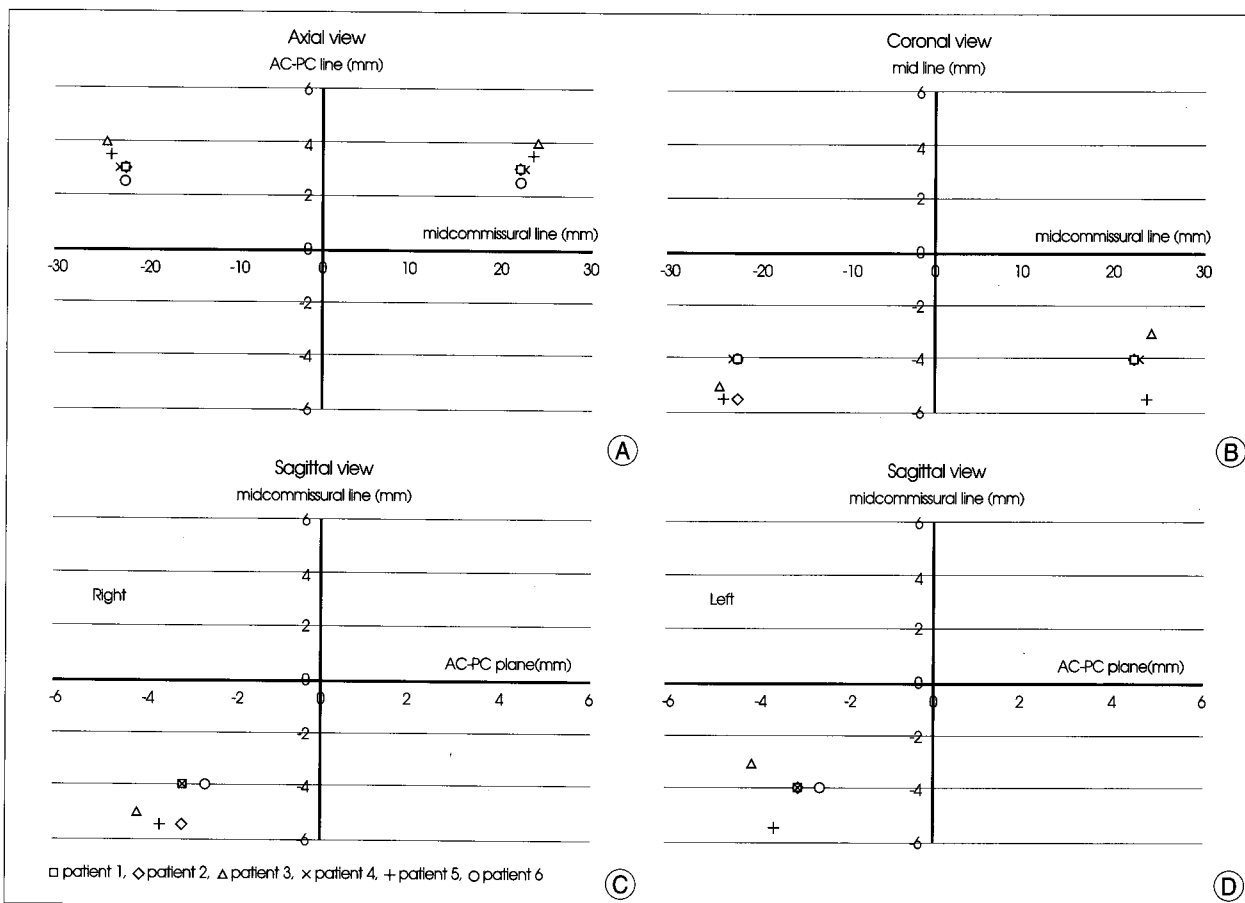 Axial view
AC-PC line (mm)
6
4
2
midcommissural line (mm)
0
-30 -20 -10 0 10 20 30
-2
-4
-6
A
Coronal view
mid line (mm)
6
4
2
midcommissural line (mm)
0
-30 -20 -10 0 10 20 30
-2
-4
-6
B
Sagittal view
midcommissural line (mm)
6
4
Right
2
AC-PC plane(mm)
0
-6 -4 -2 0 2 4 6
-2
-4
-6
□ patient 1, ◇ patient 2, △ patient 3, × patient 4, + patient 5, ○ patient 6
C
Sagittal view
midcommissural line (mm)
6
4
Left
2
AC-PC plane(mm)
0
-6 -4 -2 0 2 4 6
-2
-4
-6
D